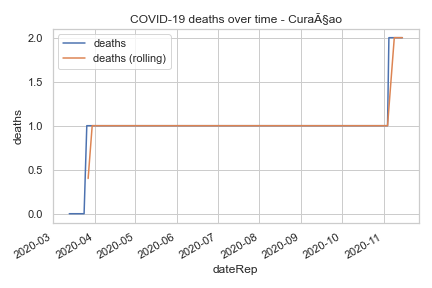 COVID-19 deaths over time - CuraÃ§ao
deaths
deaths (rolling)
2.0
1.5
1.0
0.5
0.0
deaths
2020-03
2020-04
2020-05
2020-06
2020-07
2020-08
2020-09
2020-10
2020-11
dateRep